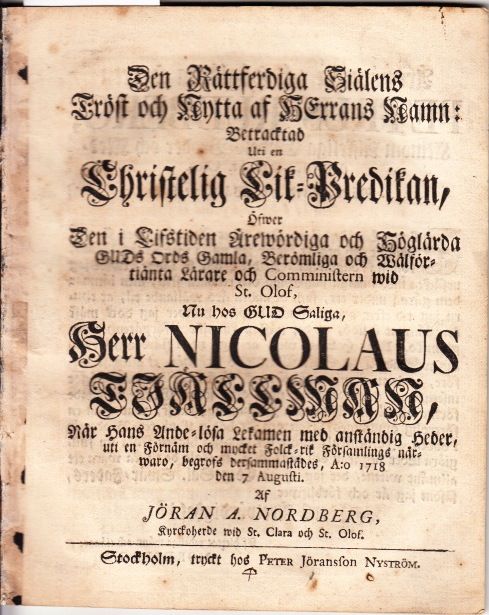 Den Rättferdiga Siälens
Tröst och Nytta af HErrans Namn:
Betracktad
Uti en
Christelig Lik-Predikan,
Öfwer
Den i Lifstiden Ärewördiga och Höglärda
GUDs Ords Gamla, Berömliga och Wälför-
tiänta Lärare och Comministern wid
St. Olof,
Nu hos GUD Saliga,
Herr NICOLAUS
TJÄLLMAN,
När Hans Ande-lösa Lekamen med anständig Heder,
uti en Förnäm och mycket Folck-rik Församlings när-
waro, begrofs dersammastädes, A:o 1718
den 7 Augusti.
Af
JÖRAN A. NORDBERG,
Kyrckoherde wid St. Clara och St. Olof.
Stockholm, tryckt hos PETER Jöransson NYSTRÖM.